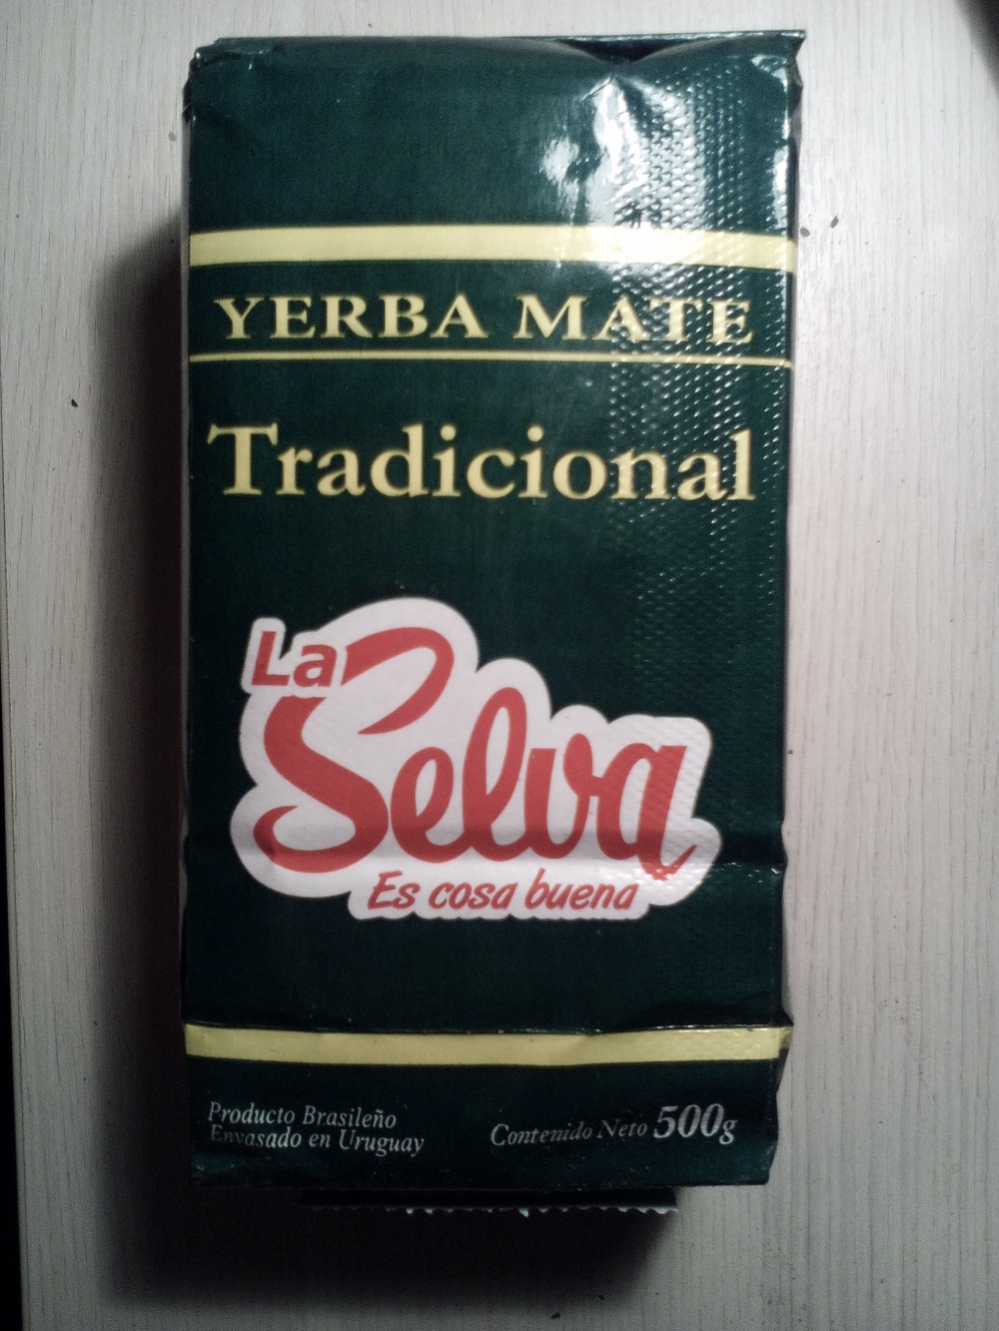 YERBA MATE
Tradicional
La
Selva
Es cosa buena
Producto Brasileño
Envasado en Uruguay
Contenido Neto 500g